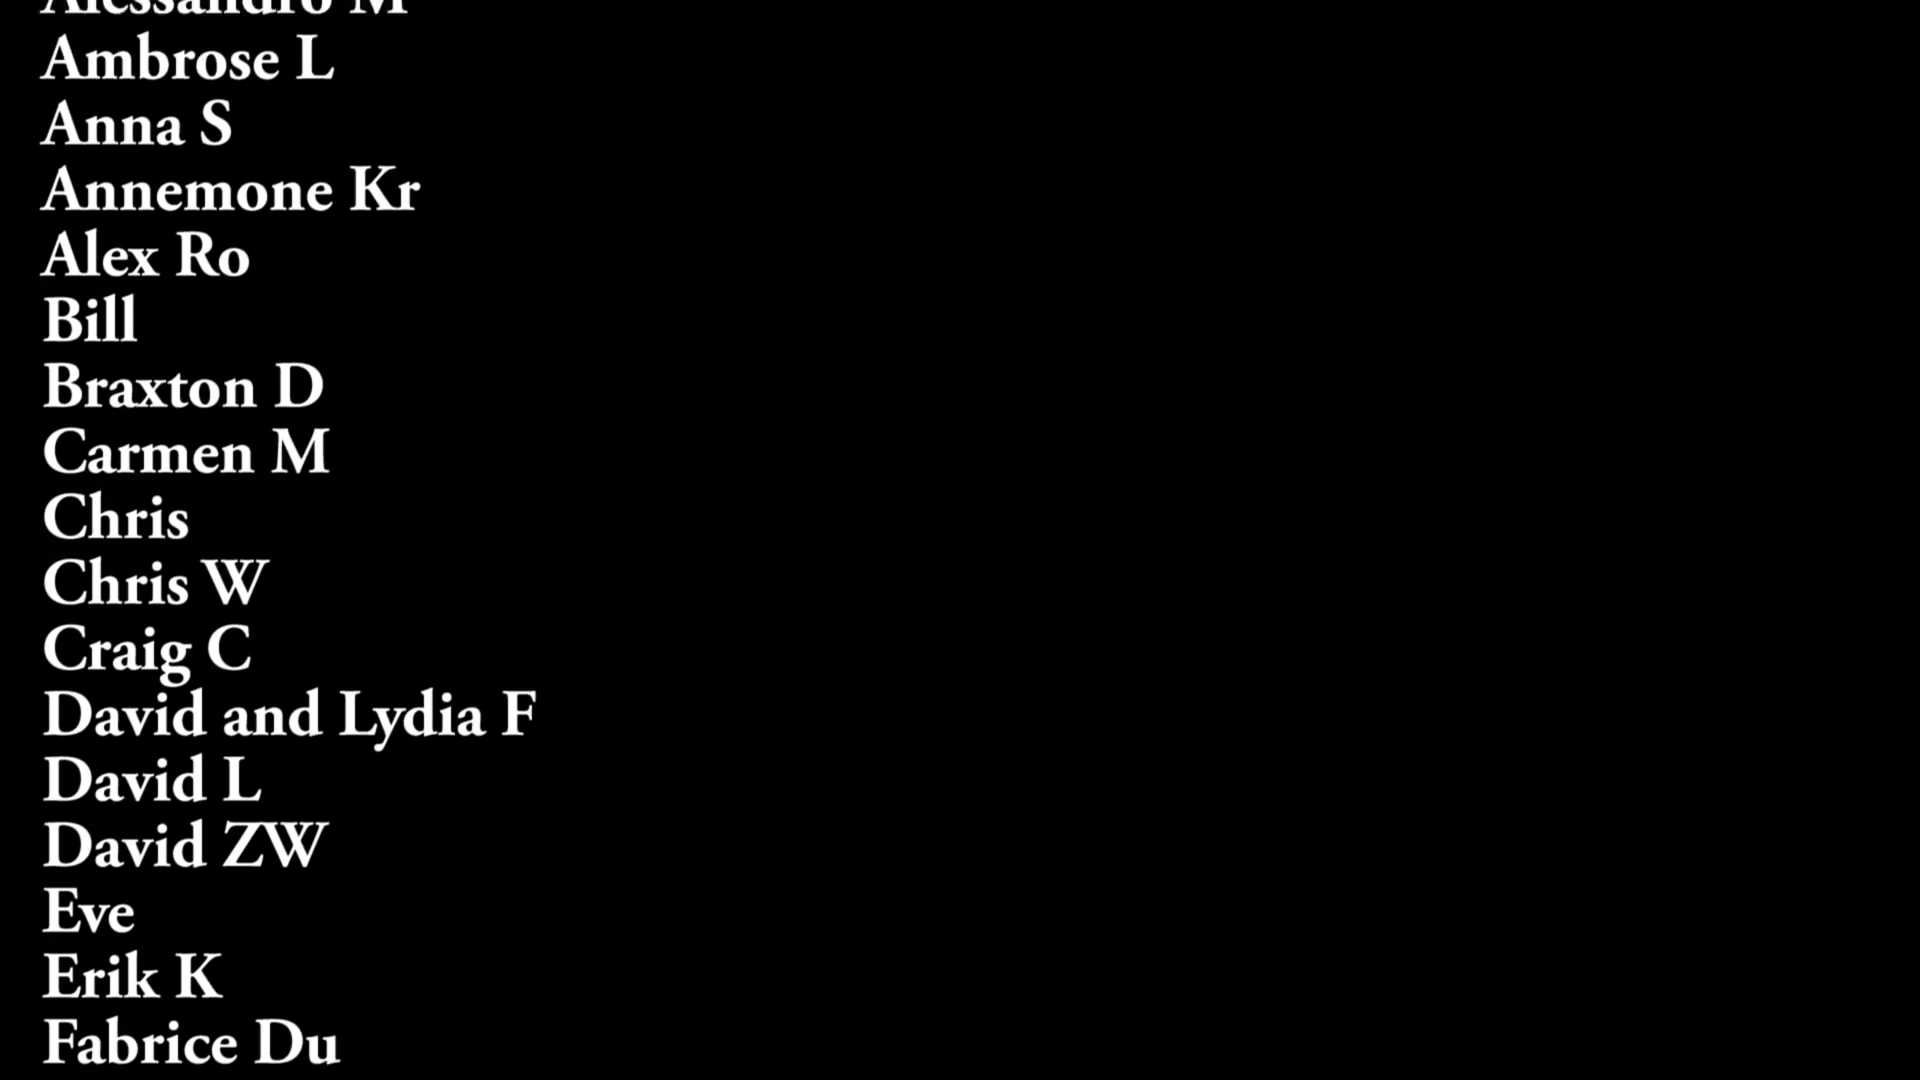 Alessandro M
Ambrose L
Anna S
Annemone Kr
Alex Ro
Bill
Braxton D
Carmen M
Chris
Chris W
Craig C
David and Lydia F
David L
David ZW
Eve
Erik K
Fabrice Du